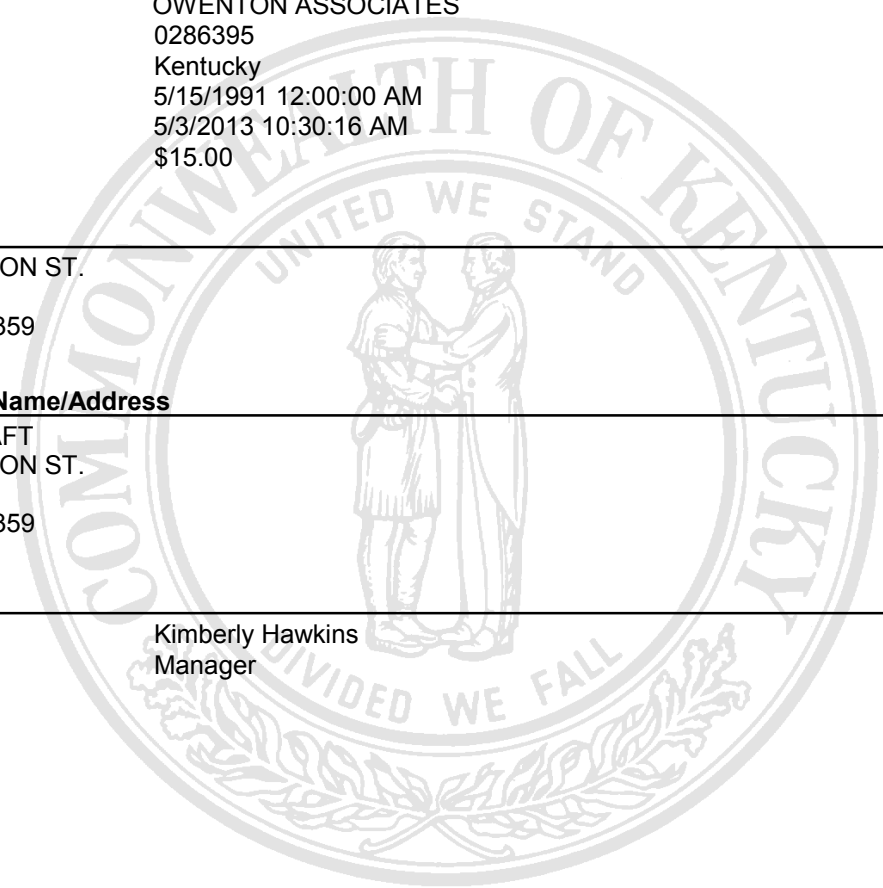 OWENTON ASSOCIATES
0286395
Kentucky
5/15/1991 12:00:00 AM
5/3/2013 10:30:16 AM
$15.00
ON ST.
359
Name/Address
AFT
ON ST.
359
Kimberly Hawkins
Manager
COMMONWEALTH OF KENTUCKY
UNITED WE STAND
DIVIDED WE FALL